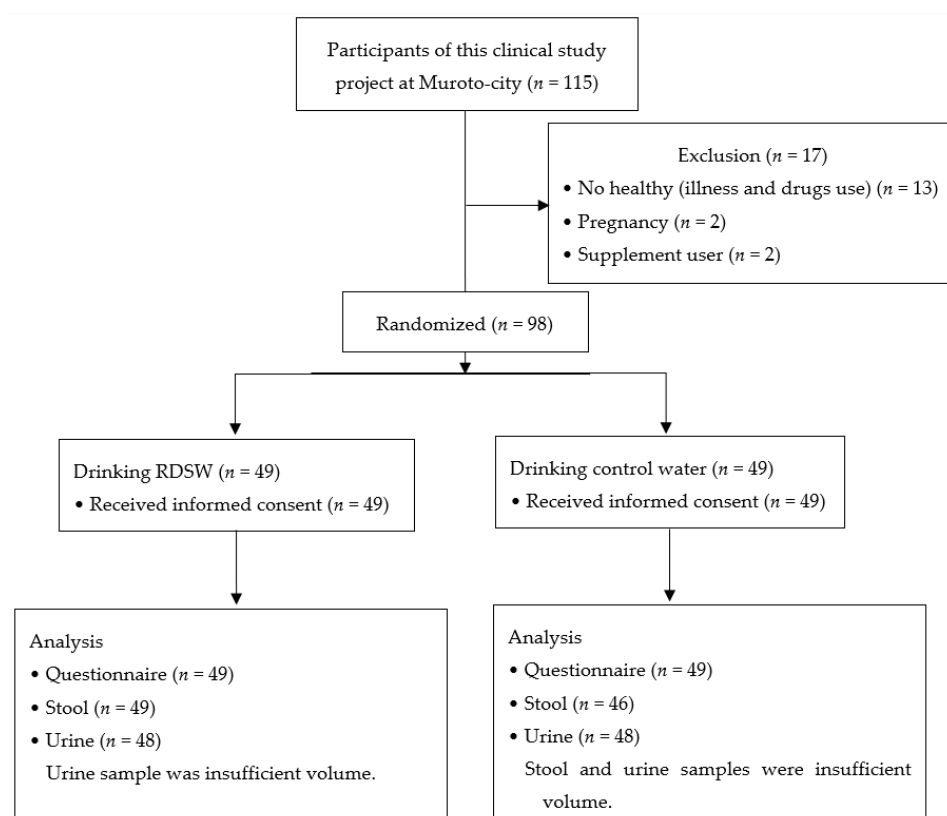 Participants of this clinical study
project at Muroto-city (n = 115)
Exclusion (n = 17)
• No healthy (illness and drugs use) (n = 13)
• Pregnancy (n = 2)
• Supplement user (n = 2)
Randomized (n = 98)
Drinking RDSW (n = 49)
• Received informed consent (n = 49)
Drinking control water (n = 49)
• Received informed consent (n = 49)
Analysis
• Questionnaire (n = 49)
• Stool (n = 49)
• Urine (n = 48)
Urine sample was insufficient volume.
Analysis
• Questionnaire (n = 49)
• Stool (n = 46)
• Urine (n = 48)
Stool and urine samples were insufficient
volume.